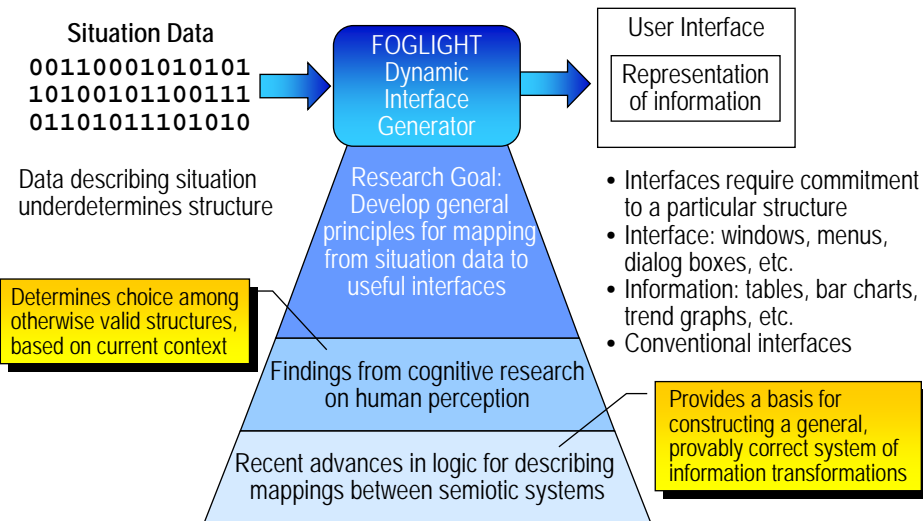 Situation Data
00110001010101
10100101100111
01101011101010
FOGLIGHT
Dynamic
Interface
Generator
User Interface
Representation
of information
Data describing situation
underdetermines structure
Research Goal:
Develop general
principles for mapping
from situation data to
useful interfaces
• Interfaces require commitment
to a particular structure
• Interface: windows, menus,
dialog boxes, etc.
• Information: tables, bar charts,
trend graphs, etc.
• Conventional interfaces
Determines choice among
otherwise valid structures,
based on current context
Findings from cognitive research
on human perception
Provides a basis for
constructing a general,
provably correct system of
information transformations
Recent advances in logic for describing
mappings between semiotic systems